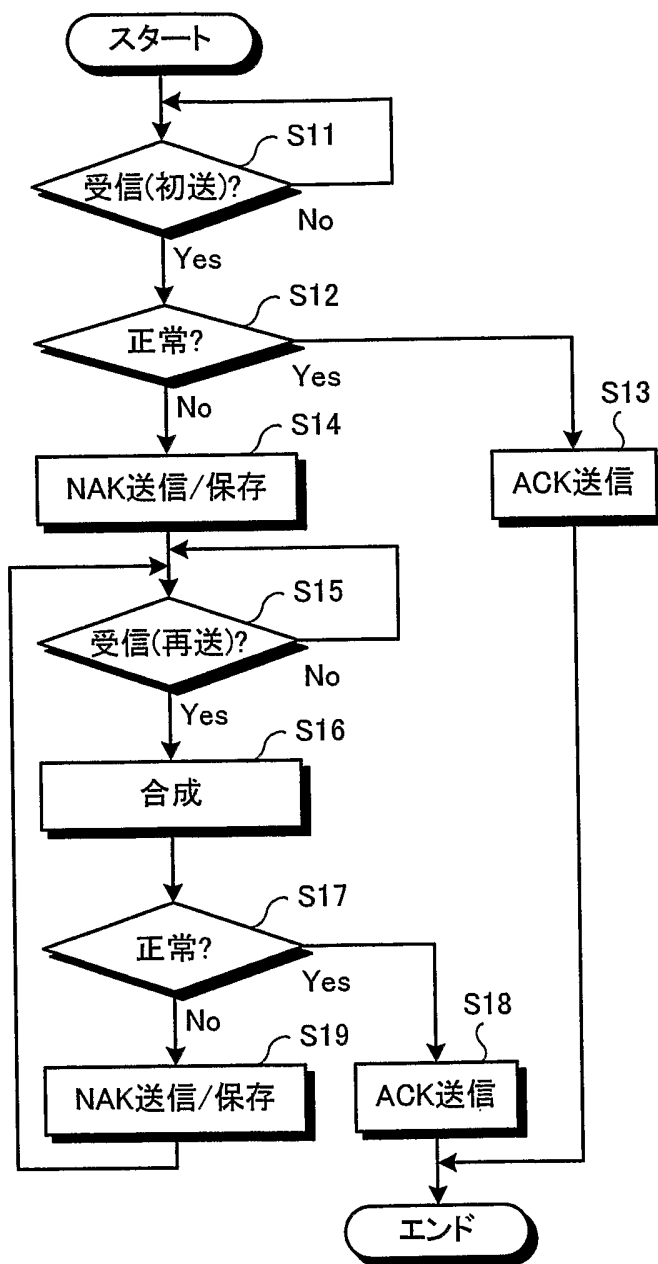 スタート
S11
受信(初送)?
No
Yes
S12
正常?
Yes
No
S13
S14
NAK送信/保存
ACK送信
S15
受信(再送)?
No
Yes
S16
合成
S17
正常?
Yes
No
S18
S19
NAK送信/保存
ACK送信
エンド